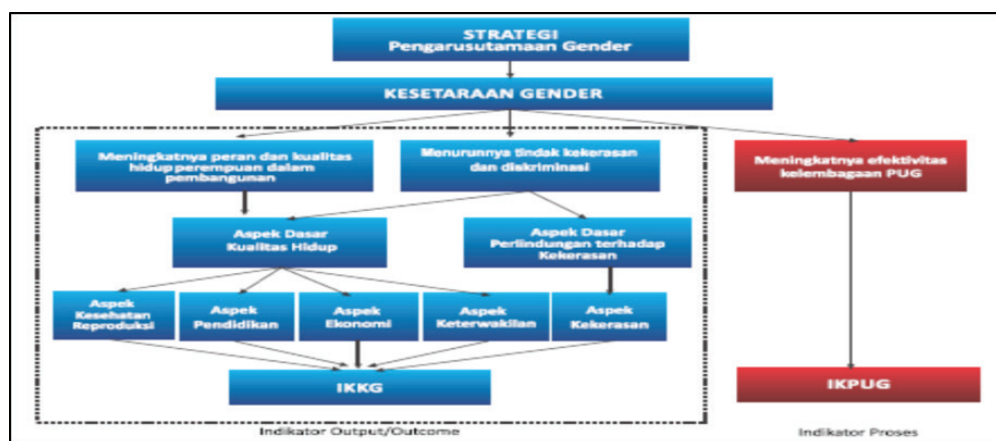 STRATEGI
Pengarusutamaan Gender
KESETARAAN GENDER
Meningkatnya peran dan kualitas
hidup perempuan dalam
pembangunan
Menurunnya tindak kekerasan
dan diskriminasi
Meningkatnya efektivitas
kelembagaan PUG
Aspek Dasar
Kualitas Hidup
Aspek Dasar
Perlindungan terhadap
Kekerasan
Aspek
Kesehatan
Reproduksi
Aspek
Pendidikan
Aspek
Ekonomi
Aspek
Keterwakilan
Aspek
Kekerasan
IKKG
IKPUG
Indikator Output/Outcome
Indikator Proses